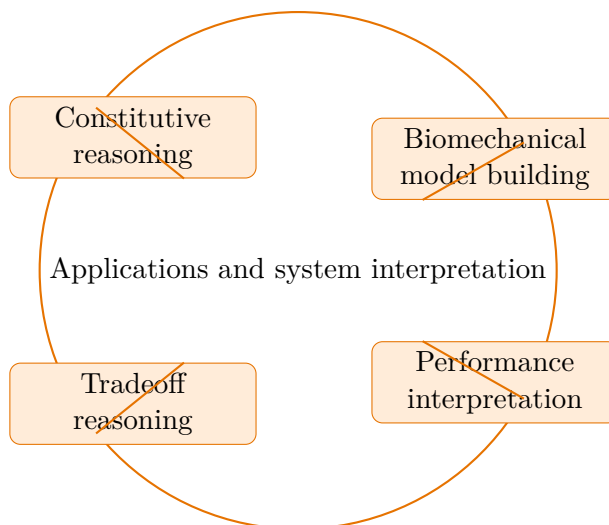 Constitutive
reasoning
Biomechanical
model building
Applications and system interpretation
Tradeoff
reasoning
Performance
interpretation